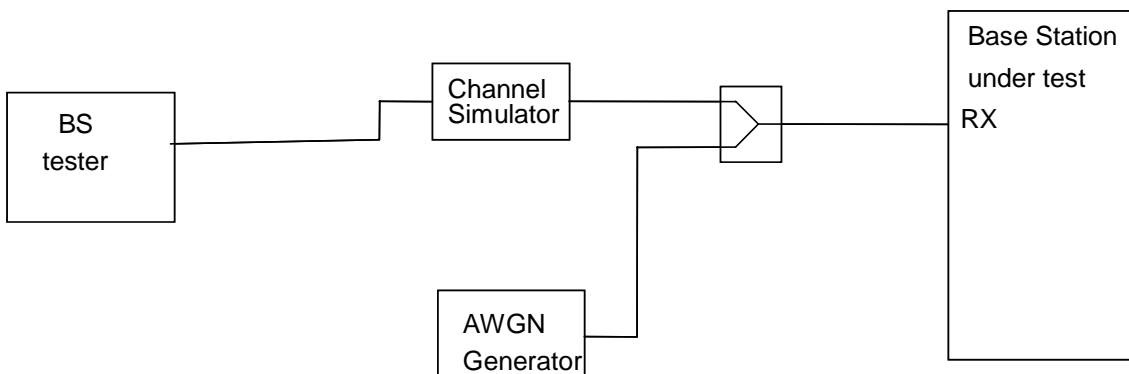 BS
tester
Channel
Simulator
AWGN
Generator
Base Station
under test
RX